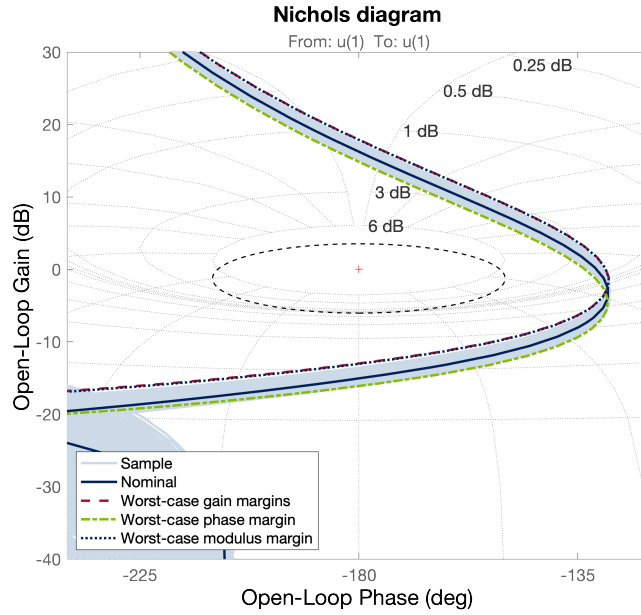 Nichols diagram
From: u(1) To: u(1)
30
20
10
0
-10
-20
-30
-40
Open-Loop Gain (dB)
0.25 dB
0.5 dB
1 dB
3 dB
6 dB
Sample
Nominal
Worst-case gain margins
Worst-case phase margin
Worst-case modulus margin
-225
-180
-135
Open-Loop Phase (deg)